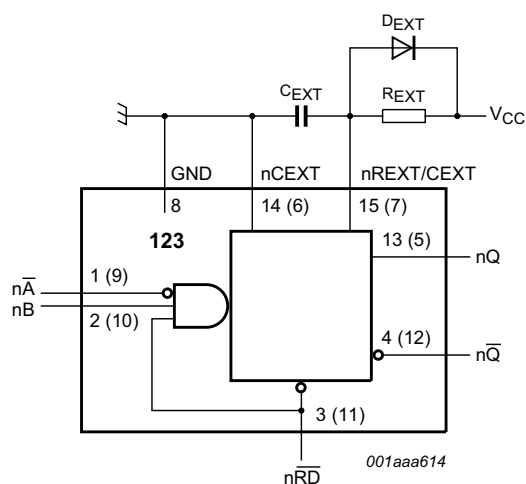 DEXT
CEXT
REXT
VCC
GND
nCEXT
nREXT/CEXT
8
14 (6)
15 (7)
123
13 (5)
nQ
1 (9)
nA̅
nB
2 (10)
4 (12)
nQ̅
3 (11)
nR̅D̅
001aaa614